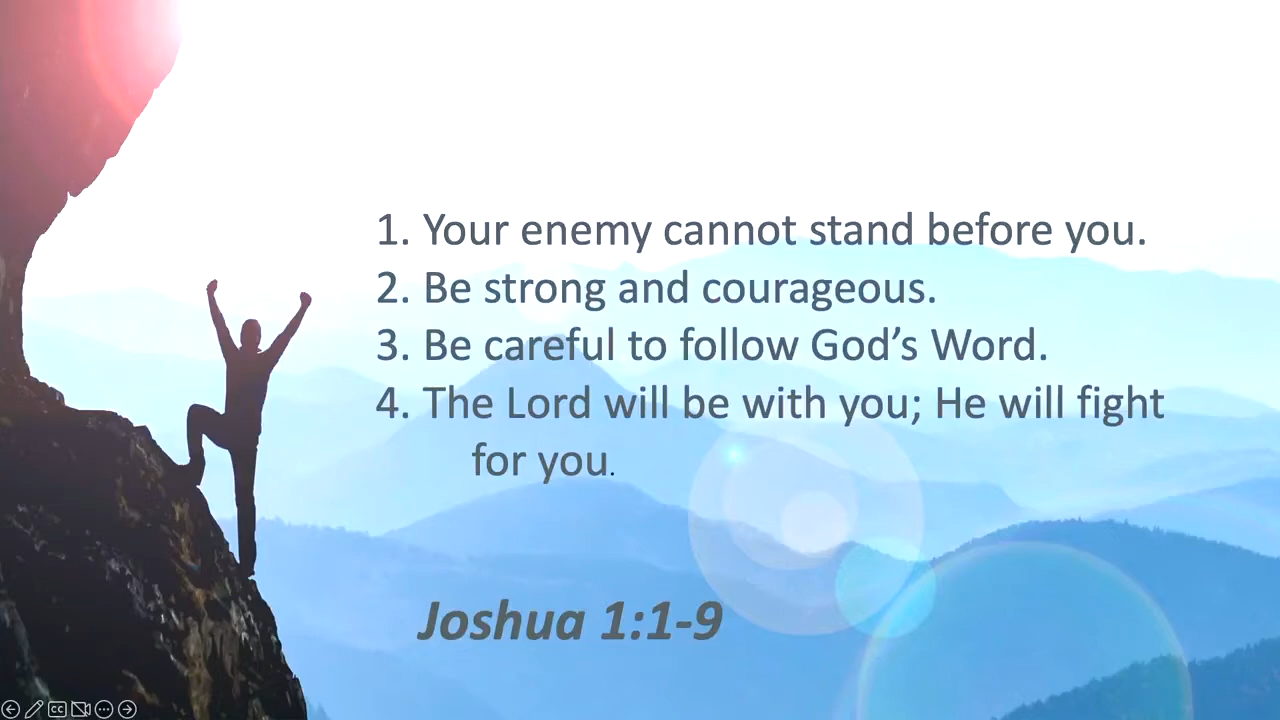 1. Your enemy cannot stand before you.
2. Be strong and courageous.
3. Be careful to follow God’s Word.
4. The Lord will be with you; He will fight
for you.
Joshua 1:1-9
CC